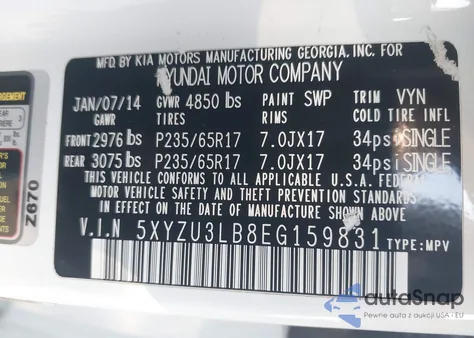 MFD. BY KIA MOTORS MANUFACTURING GEORGIA, INC. FOR
HYUNDAI MOTOR COMPANY
JAN/07/14 GVWR 4850 lbs PAINT SWP TRIM VYN
GAWR TIRES RIMS COLD TIRE INFL
FRONT 2976 lbs P235/65R17 7.0JX17 34psi SINGLE
REAR 3075 lbs P235/65R17 7.0JX17 34psi SINGLE
THIS VEHICLE CONFORMS TO ALL APPLICABLE U.S.A. FEDERAL
MOTOR VEHICLE SAFETY AND THEFT PREVENTION STANDARDS
IN EFFECT ON THE DATE OF MANUFACTURE SHOWN ABOVE.
V.I.N 5XYZU3LB8EG159831 TYPE: MPV
Z670
autoSnap
Pewne auta z aukcji USA i EU